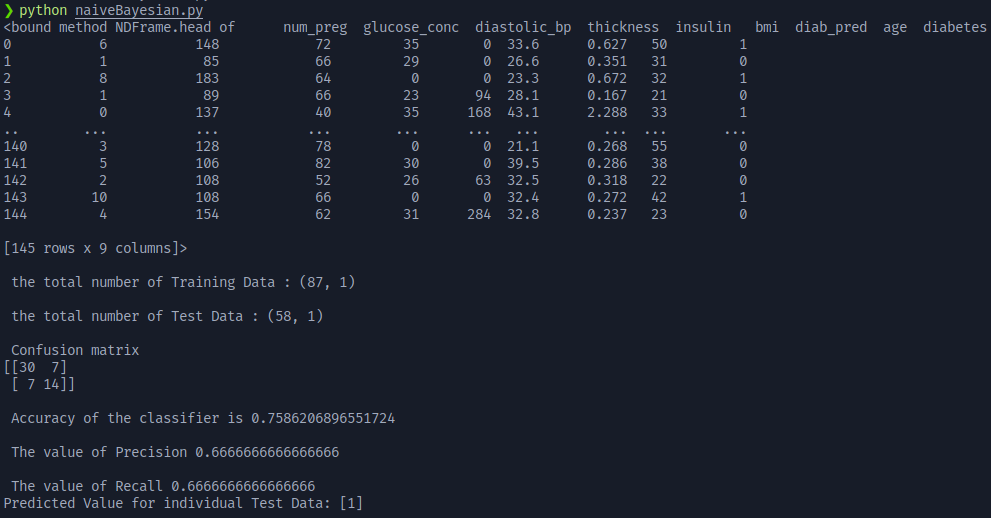 ❯ python naiveBayesian.py
<bound method NDFrame.head of      num_preg  glucose_conc  diastolic_bp  thickness  insulin   bmi  diab_pred  age  diabetes
0           6           148            72         35        0  33.6      0.627   50         1
1           1            85            66         29        0  26.6      0.351   31         0
2           8           183            64          0        0  23.3      0.672   32         1
3           1            89            66         23       94  28.1      0.167   21         0
4           0           137            40         35      168  43.1      2.288   33         1
..        ...           ...           ...        ...      ...   ...        ...  ...       ...
140         3           128            78          0        0  21.1      0.268   55         0
141         5           106            82         30        0  39.5      0.286   38         0
142         2           108            52         26       63  32.5      0.318   22         0
143        10           108            66          0        0  32.4      0.272   42         1
144         4           154            62         31      284  32.8      0.237   23         0
[145 rows x 9 columns]>
the total number of Training Data : (87, 1)
the total number of Test Data : (58, 1)
Confusion matrix
[[30  7]
 [ 7 14]]
Accuracy of the classifier is 0.7586206896551724
The value of Precision 0.6666666666666666
The value of Recall 0.6666666666666666
Predicted Value for individual Test Data: [1]